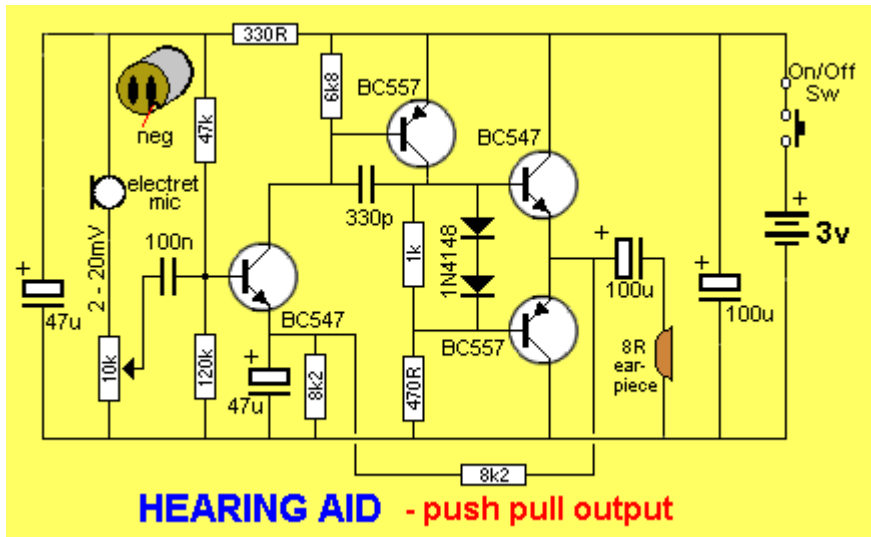 330R
6k8
BC557
On/Off
Sw
neg
47k
BC547
electret
mic
330p
1k
1N4148
+
3v
2 - 20mV
100n
+
47u
BC547
+
100u
+
100u
BC557
10k
120k
+
47u
8k2
470R
8R
ear-
piece
8k2
HEARING AID - push pull output